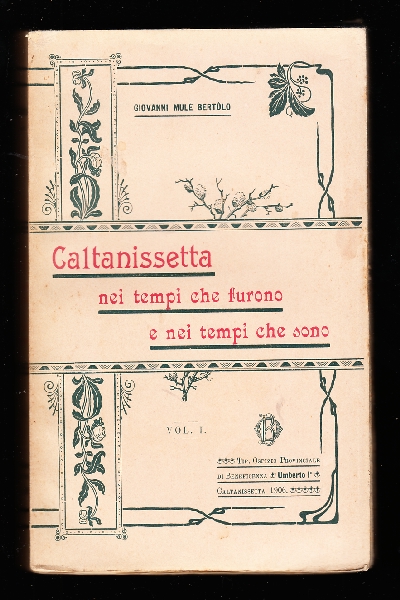 GIOVANNI MULE BERTÒLO
Caltanissetta
nei tempi che furono
e nei tempi che sono
VOL. I.
TIP. OSPIZIO PROVINCIALE
DI BENEFICENZA Umberto I°
CALTANISSETTA 1906.